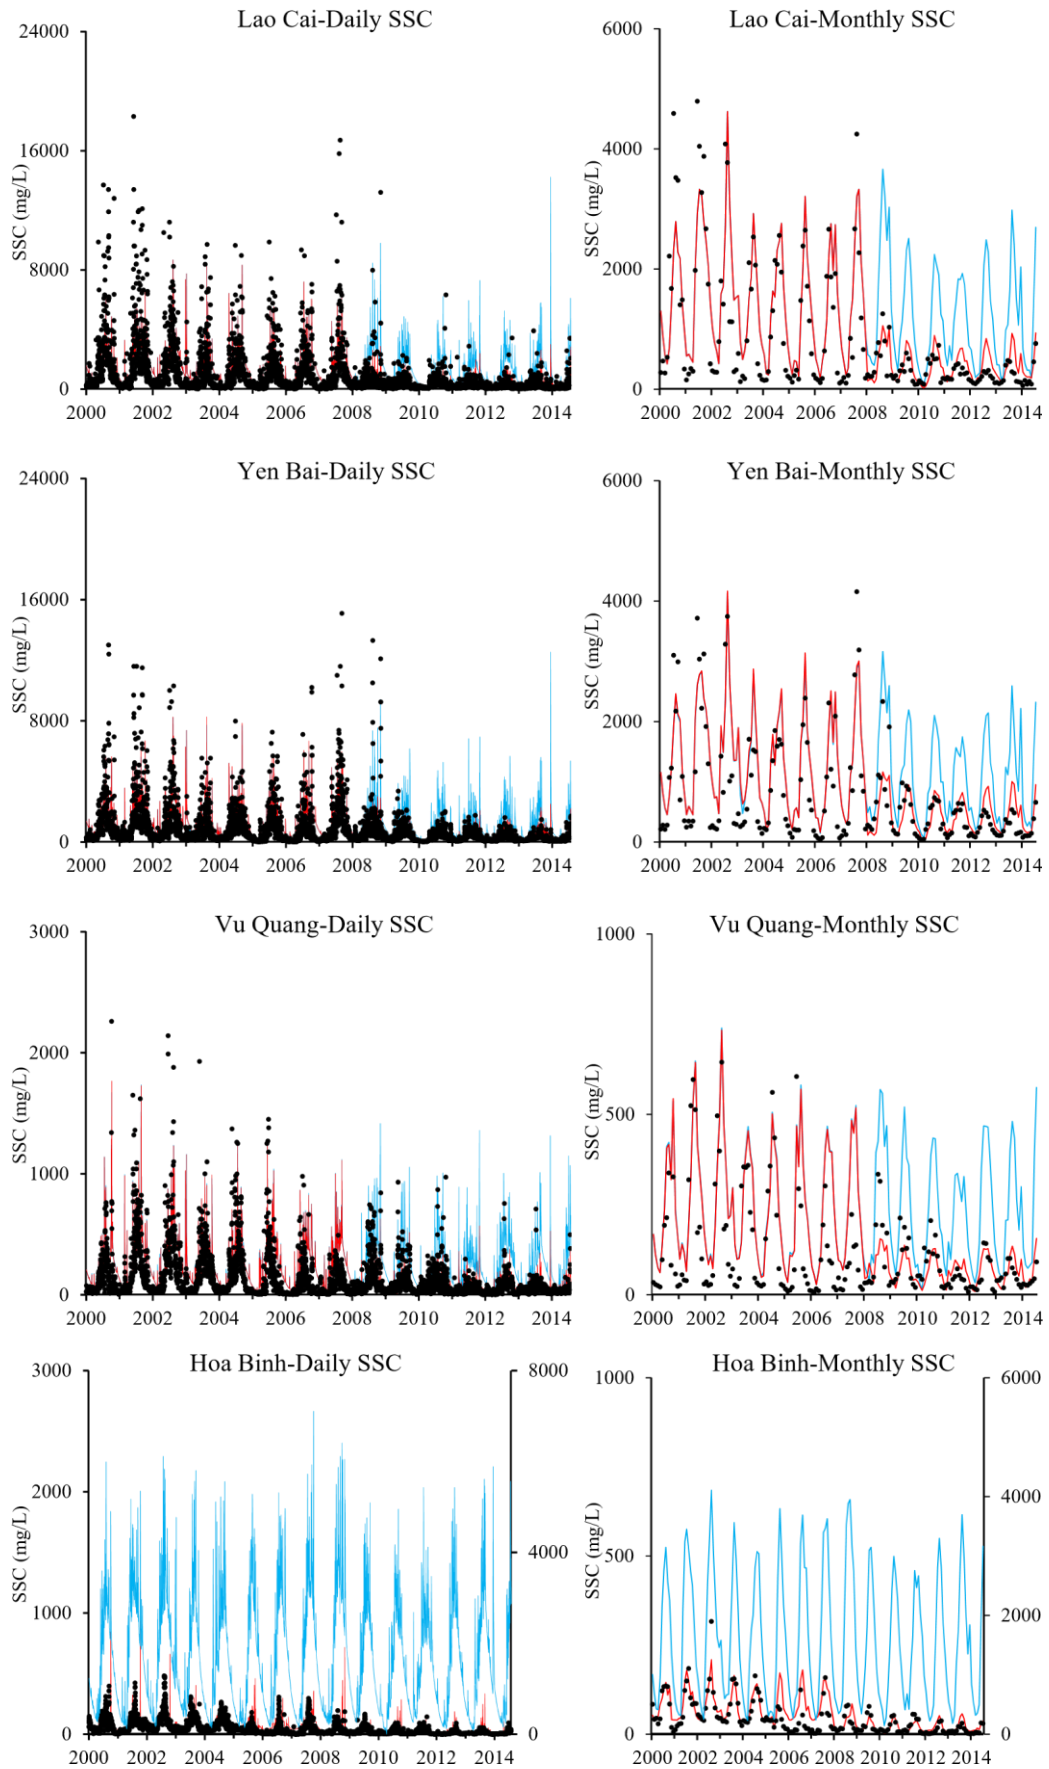 Lao Cai-Daily SSC
24000
16000
8000
0
SSC (mg/L)
2000 2002 2004 2006 2008 2010 2012 2014
Lao Cai-Monthly SSC
6000
4000
2000
0
SSC (mg/L)
2000 2002 2004 2006 2008 2010 2012 2014
Yen Bai-Daily SSC
24000
16000
8000
0
SSC (mg/L)
2000 2002 2004 2006 2008 2010 2012 2014
Yen Bai-Monthly SSC
6000
4000
2000
0
SSC (mg/L)
2000 2002 2004 2006 2008 2010 2012 2014
Vu Quang-Daily SSC
3000
2000
1000
0
SSC (mg/L)
2000 2002 2004 2006 2008 2010 2012 2014
Vu Quang-Monthly SSC
1000
500
0
SSC (mg/L)
2000 2002 2004 2006 2008 2010 2012 2014
Hoa Binh-Daily SSC
3000
2000
1000
0
SSC (mg/L)
8000
4000
0
2000 2002 2004 2006 2008 2010 2012 2014
Hoa Binh-Monthly SSC
1000
500
0
SSC (mg/L)
6000
4000
2000
0
2000 2002 2004 2006 2008 2010 2012 2014